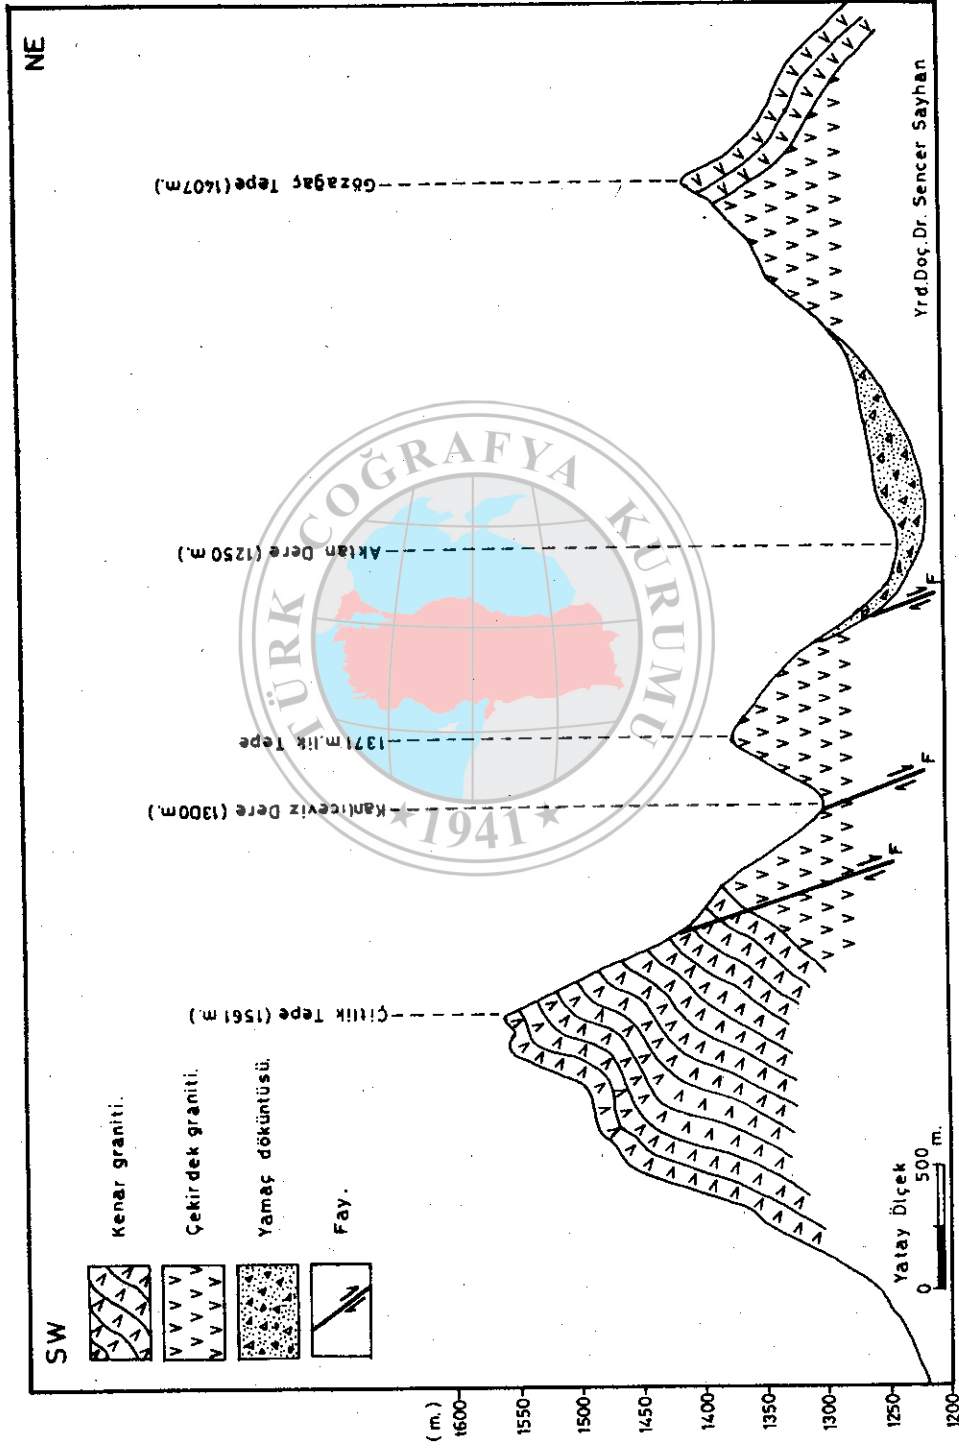 SW
NE
Kenar graniti.
Çekirdek graniti.
Yamaç döküntüsü.
Fay.
Çitlik Tepe (1561 m.)
Kanlıceviz Dere (1300m.)
1371 m.lik Tepe
Aktan Dere (1250 m.)
Gözağaç Tepe (1407m.)
(m.)
1600
1550
1500
1450
1400
1350
1300
1250
1200
F
F
F
Yatay Ölçek
0
500 m.
Yrd.Doç.Dr. Sencer Sayhan
TÜRK COĞRAFYA KURUMU
1941